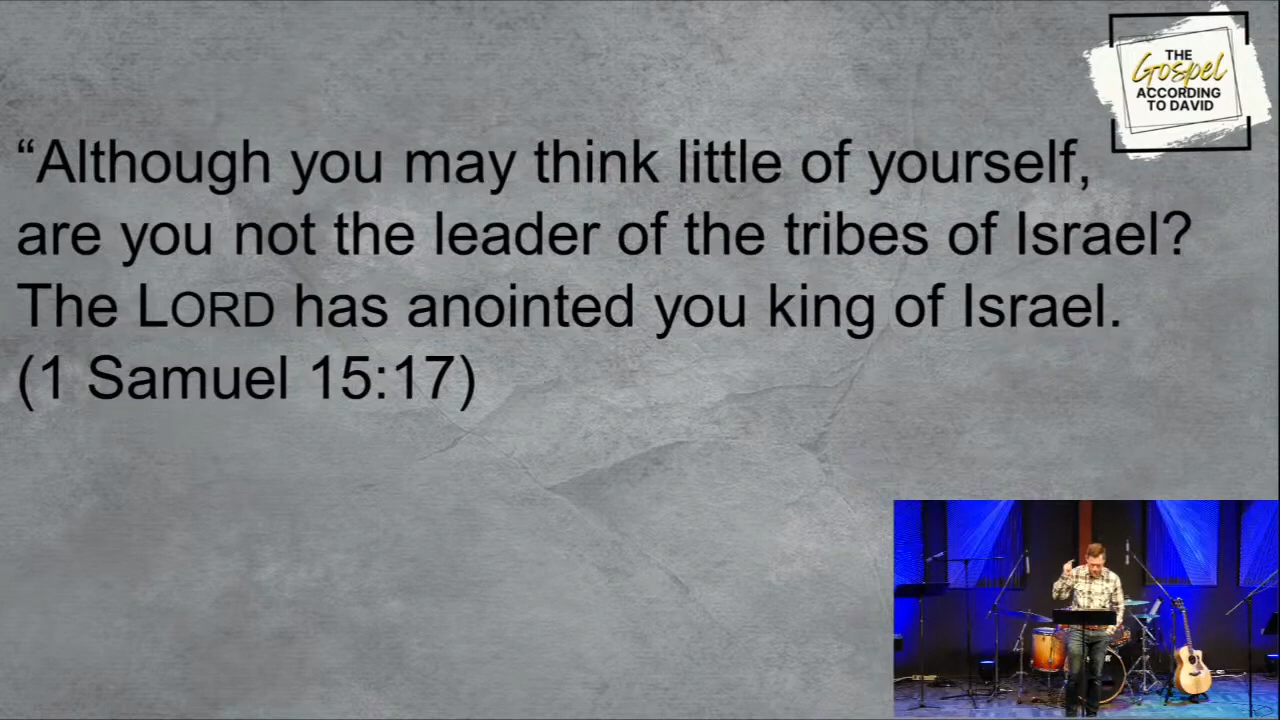 THE
Gospel
ACCORDING
TO DAVID
“Although you may think little of yourself,
are you not the leader of the tribes of Israel?
The LORD has anointed you king of Israel.
(1 Samuel 15:17)